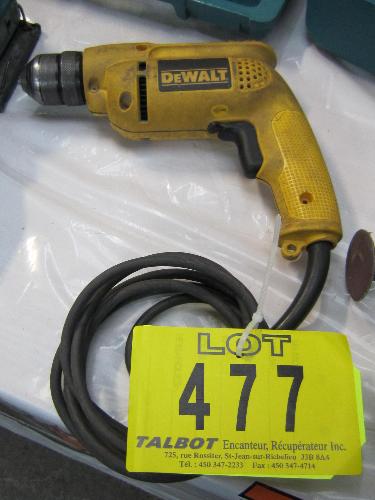 DEWALT
LOT
477
TALBOT Encanteur, Récupérateur Inc.
725, rue Rossiter, St-Jean-sur-Richelieu J3B 8A4
Tél.: 450 347-2233 Fax : 450 347-4714